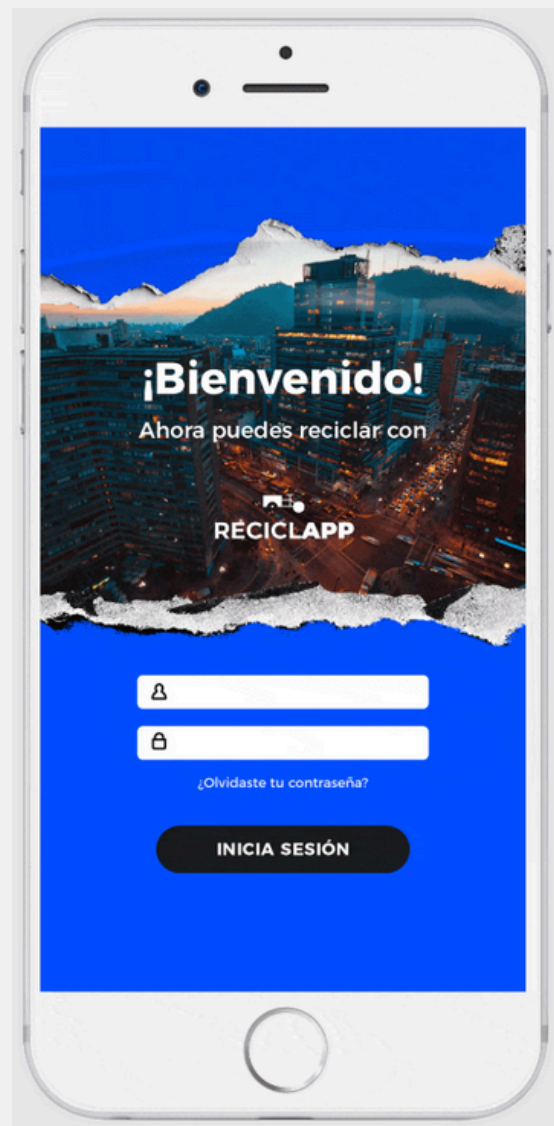 ¡Bienvenido!
Ahora puedes reciclar con
RECICLAPP
¿Olvidaste tu contraseña?
INICIA SESIÓN